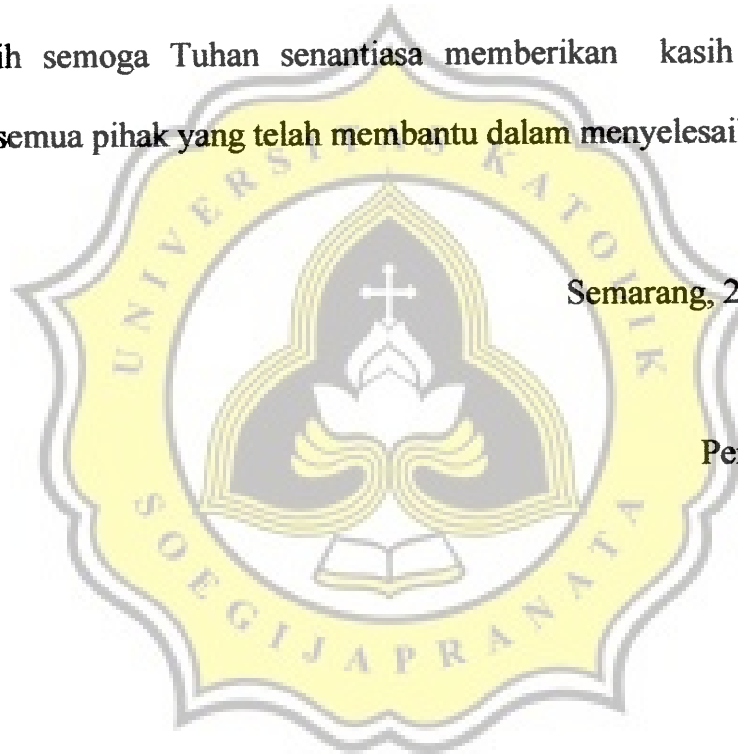 ih semoga Tuhan senantiasa memberikan kasih
semua pihak yang telah membantu dalam menyelesai
Semarang, 2
Pe
UNIVERSITAS KATOLIK
SOEGIJAPRANATA